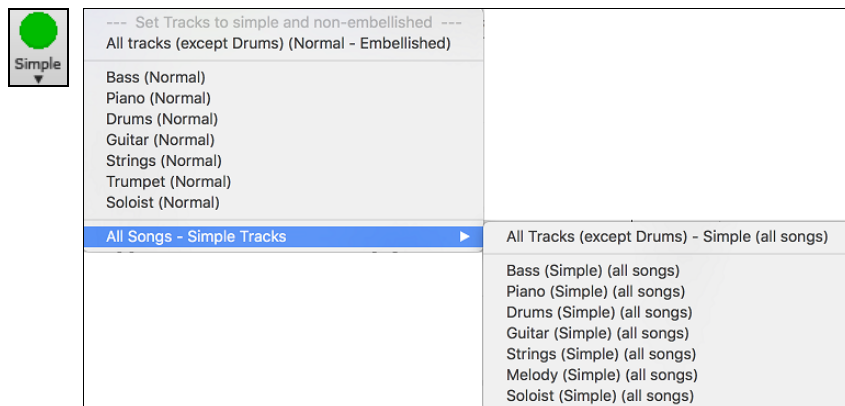 Simple
--- Set Tracks to simple and non-embellished ---
All tracks (except Drums) (Normal - Embellished)
Bass (Normal)
Piano (Normal)
Drums (Normal)
Guitar (Normal)
Strings (Normal)
Trumpet (Normal)
Soloist (Normal)
All Songs - Simple Tracks
All Tracks (except Drums) - Simple (all songs)
Bass (Simple) (all songs)
Piano (Simple) (all songs)
Drums (Simple) (all songs)
Guitar (Simple) (all songs)
Strings (Simple) (all songs)
Melody (Simple) (all songs)
Soloist (Simple) (all songs)